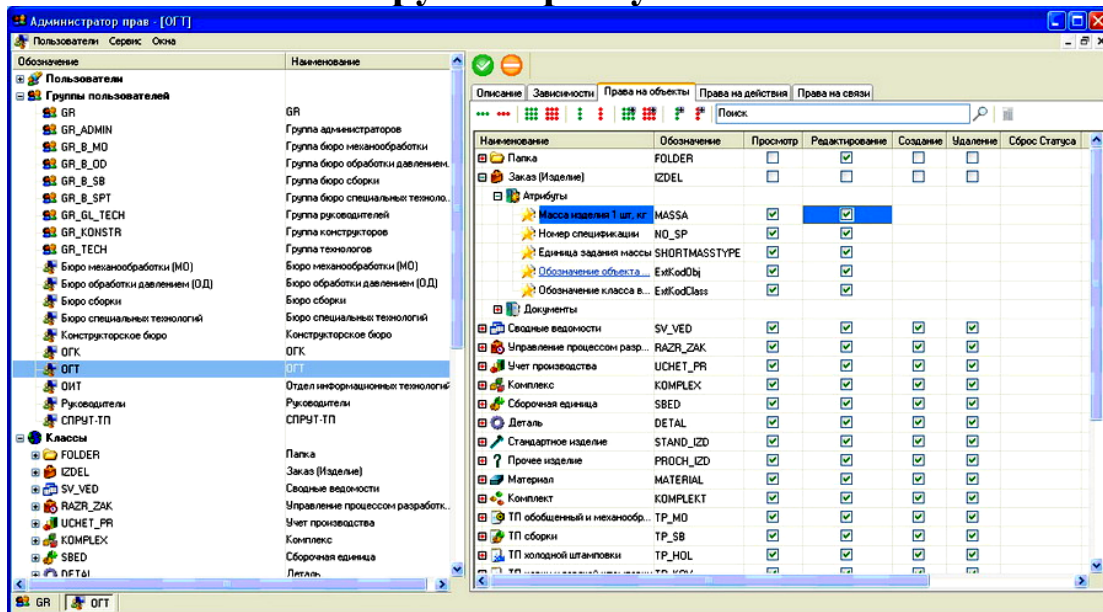 Администратор прав - [ОГТ]
Пользователи Сервис Окна
Обозначение Наименование
Пользователи
Группы пользователей
GR GR
GR_ADMIN Группа администраторов
GR_B_MO Группа бюро механообработки
GR_B_OD Группа бюро обработки давлением.
GR_B_SB Группа бюро сборки
GR_B_SPT Группа бюро специальных техноло..
GR_GL_TECH Группа руководителей
GR_KONSTR Группа конструкторов
GR_TECH Группа технологов
Бюро механообработки (МО) Бюро механообработки (МО)
Бюро обработки давлением (ОД) Бюро обработки давлением (ОД)
Бюро сборки Бюро сборки
Бюро специальных технологий Бюро специальных технологий
Конструкторское бюро Конструкторское бюро
ОГК ОГК
ОГТ ОГТ
ОИТ Отдел информационных технологий
Руководители Руководители
СПРУТ-ТП СПРУТ-ТП
Классы
FOLDER Папка
IZDEL Заказ (Изделие)
SV_VED Сводные ведомости
RAZR_ZAK Управление процессом разработк..
UCHET_PR Учет производства
KOMPLEX Комплекс
SBED Сборочная единица
DETAL Деталь
GR ОГТ
Описание Зависимости Права на объекты Права на действия Права на связи
Поиск
Наименование Обозначение Просмотр Редактирование Создание Удаление Сброс Статуса
Папка FOLDER
Заказ (Изделие) IZDEL
Атрибуты
Масса изделия 1 шт, кг MASSA
Номер спецификации NO_SP
Единица задания массы SHORTMASSTYPE
Обозначение объекта ... ExtKodObj
Обозначение класса в... ExtKodClass
Документы
Сводные ведомости SV_VED
Управление процессом разр... RAZR_ZAK
Учет производства UCHET_PR
Комплекс KOMPLEX
Сборочная единица SBED
Деталь DETAL
Стандартное изделие STAND_IZD
Прочее изделие PROCH_IZD
Материал MATERIAL
Комплект KOMPLEKT
ТП обобщенный и механообр... TP_MO
ТП сборки TP_SB
ТП холодной штамповки TP_HOL